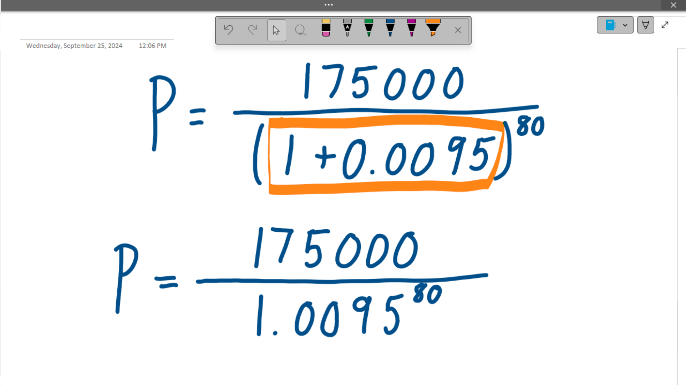 Wednesday, September 25, 2024 12:06 PM
P = 175000
(1 + 0.0095)^80
P = 175000
1.0095^80